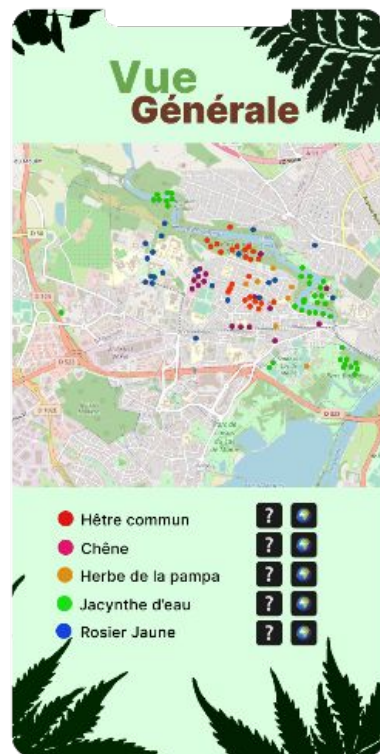 Vue
Générale
Hêtre commun
?
Chêne
?
Herbe de la pampa
?
Jacynthe d'eau
?
Rosier Jaune
?